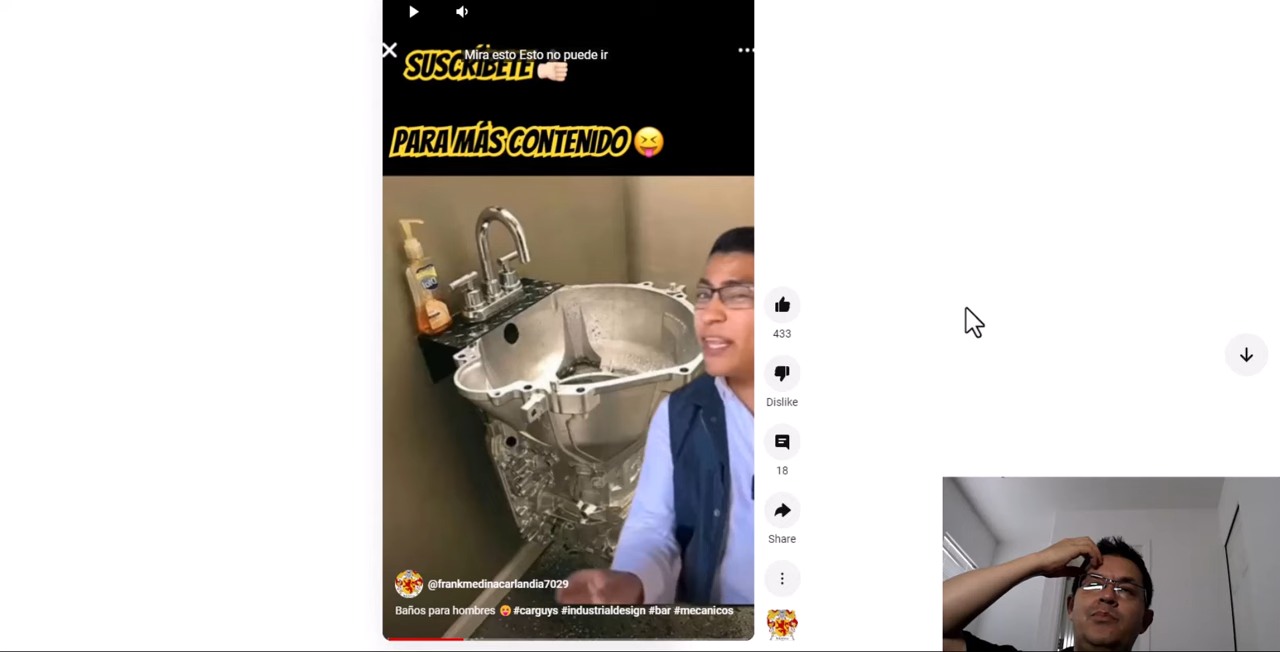 Mira esto Esto no puede ir
SUSCRÍBETE
PARA MÁS CONTENIDO
433
Dislike
18
Share
@frankmedinacarlandia7029
Baños para hombres #carguys #industrialdesign #bar #mecanicos